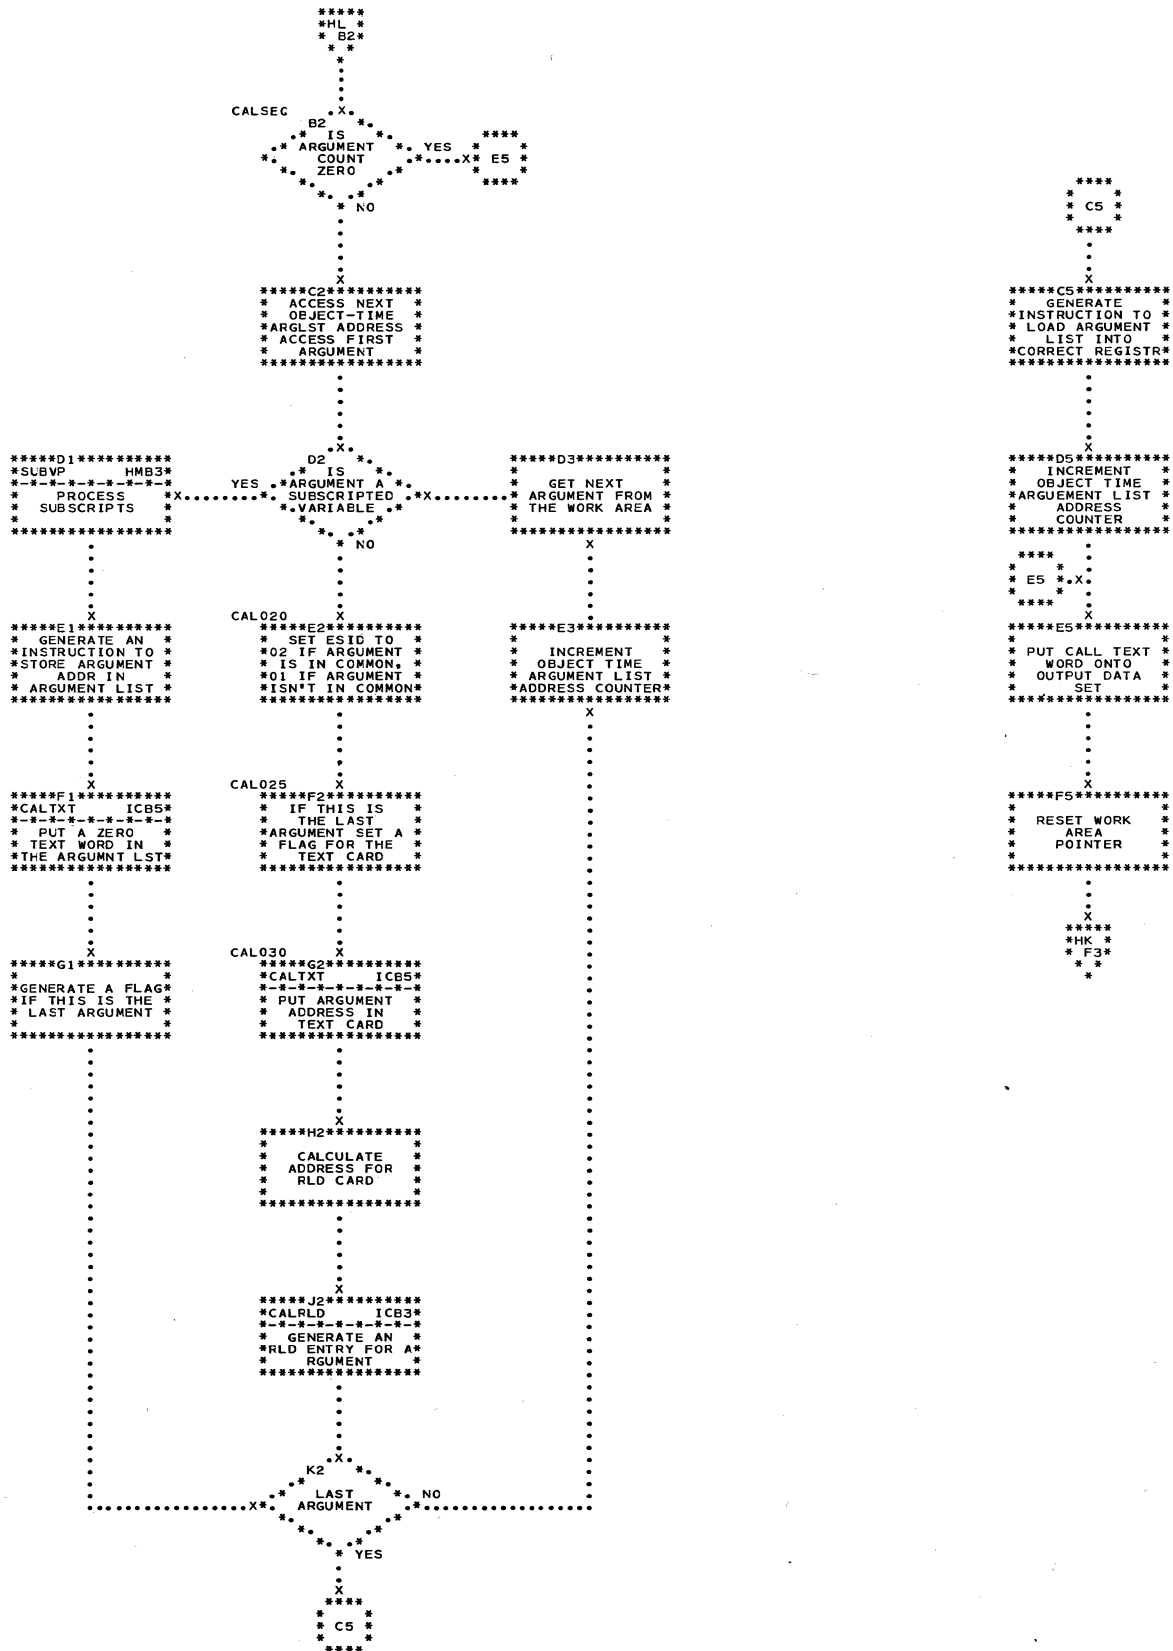 HL
B2
CALSEG
B2
IS
ARGUMENT
COUNT
ZERO
YES
E5
NO
C2
ACCESS NEXT
OBJECT-TIME
ARGLST ADDRESS
ACCESS FIRST
ARGUMENT
D2
IS
ARGUMENT A
SUBSCRIPTED
VARIABLE
YES
NO
D1
SUBVP HMB3
PROCESS
SUBSCRIPTS
D3
GET NEXT
ARGUMENT FROM
THE WORK AREA
E1
GENERATE AN
INSTRUCTION TO
STORE ARGUMENT
ADDR IN
ARGUMENT LIST
CAL020
E2
SET ESID TO
02 IF ARGUMENT
IS IN COMMON,
01 IF ARGUMENT
ISN'T IN COMMON
E3
INCREMENT
OBJECT TIME
ARGUMENT LIST
ADDRESS COUNTER
F1
CALTXT ICB5
PUT A ZERO
TEXT WORD IN
THE ARGUMNT LST
CAL025
F2
IF THIS IS
THE LAST
ARGUMENT SET A
FLAG FOR THE
TEXT CARD
G1
GENERATE A FLAG
IF THIS IS THE
LAST ARGUMENT
CAL030
G2
CALTXT ICB5
PUT ARGUMENT
ADDRESS IN
TEXT CARD
H2
CALCULATE
ADDRESS FOR
RLD CARD
J2
CALRLD ICB3
GENERATE AN
RLD ENTRY FOR A
RGUMENT
K2
LAST
ARGUMENT
NO
YES
C5
C5
C5
GENERATE
INSTRUCTION TO
LOAD ARGUMENT
LIST INTO
CORRECT REGISTR
D5
INCREMENT
OBJECT TIME
ARGUEMENT LIST
ADDRESS
COUNTER
E5
E5
PUT CALL TEXT
WORD ONTO
OUTPUT DATA
SET
F5
RESET WORK
AREA
POINTER
HK
F3